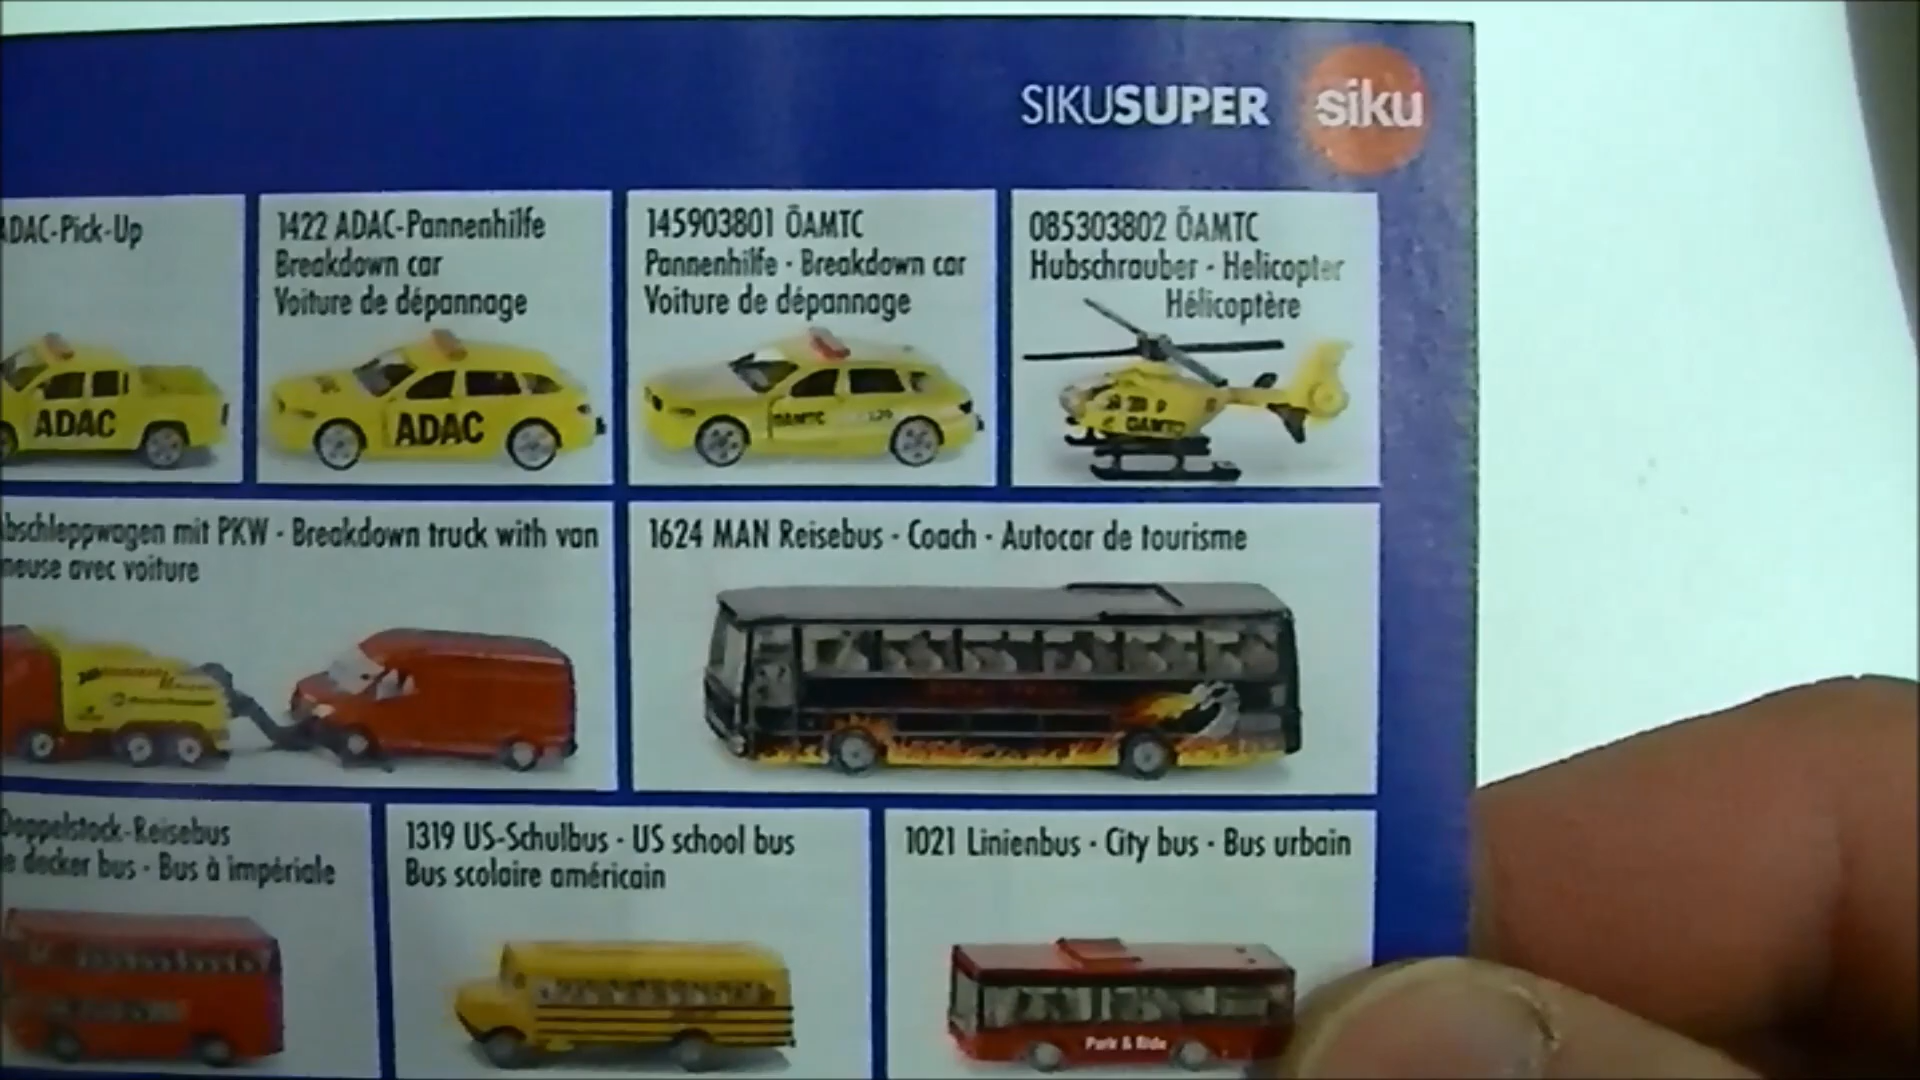 SIKUSUPER siku
ADAC-Pick-Up
ADAC
1422 ADAC-Pannenhilfe
Breakdown car
Voiture de dépannage
ADAC
145903801 ÖAMTC
Pannenhilfe - Breakdown car
Voiture de dépannage
ÖAMTC
085303802 ÖAMTC
Hubschrauber - Helicopter
Hélicoptère
ÖAMTC
bschleppwagen mit PKW - Breakdown truck with van
neuse avec voiture
1624 MAN Reisebus - Coach - Autocar de tourisme
Doppelstock-Reisebus
le decker bus - Bus à impériale
1319 US-Schulbus - US school bus
Bus scolaire américain
1021 Linienbus - City bus - Bus urbain
Park & Ride